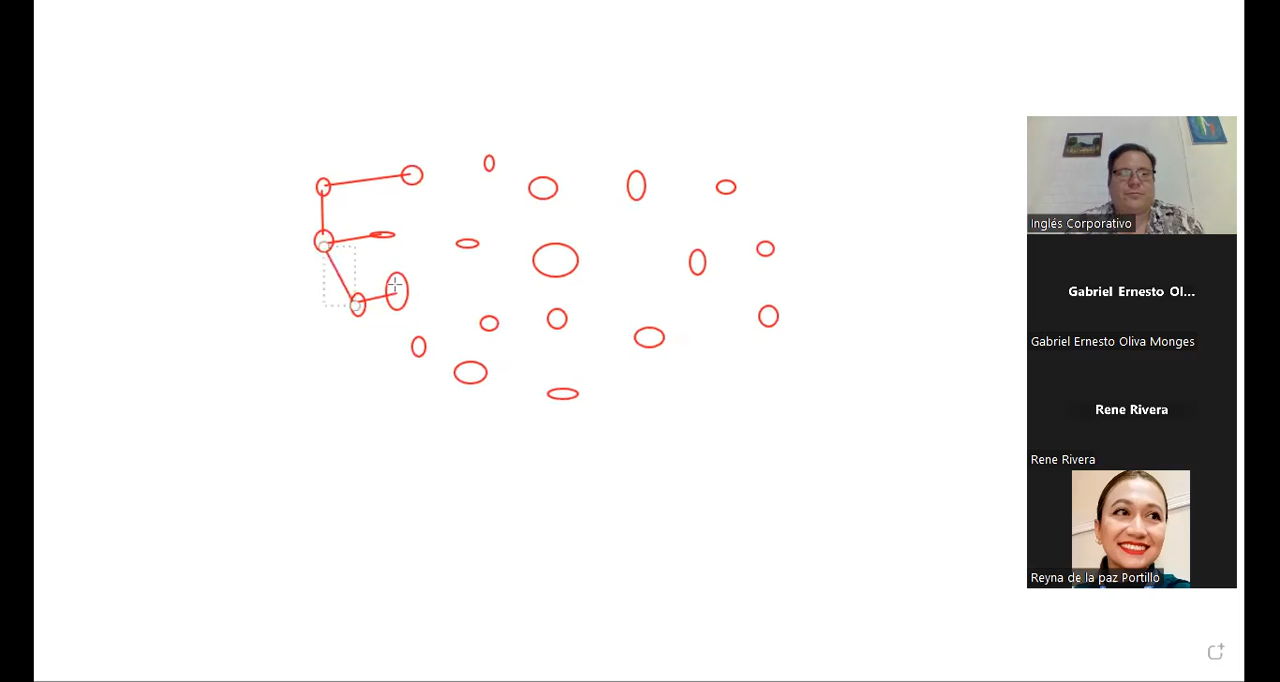 Inglés Corporativo
Gabriel Ernesto Ol...
Gabriel Ernesto Oliva Monges
Rene Rivera
Rene Rivera
Reyna de la paz Portillo